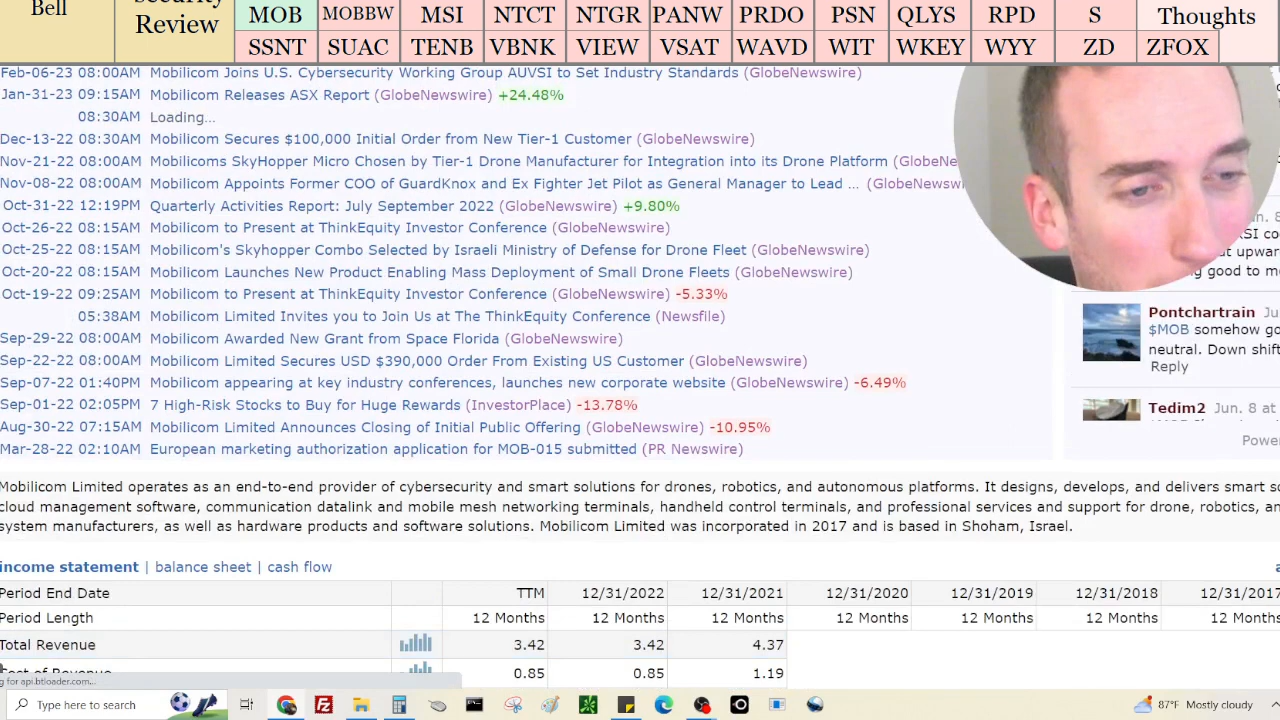 Bell
Security
Review
MOB MOBBW MSI NTCT NTGR PANW PRDO PSN QLYS RPD S Thoughts
SSNT SUAC TENB VBNK VIEW VSAT WAVD WIT WKEY WYY ZD ZFOX
Feb-06-23 08:00AM Mobilicom Joins U.S. Cybersecurity Working Group AUVSI to Set Industry Standards (GlobeNewswire)
Jan-31-23 09:15AM Mobilicom Releases ASX Report (GlobeNewswire) +24.48%
08:30AM Loading...
Dec-13-22 08:30AM Mobilicom Secures $100,000 Initial Order from New Tier-1 Customer (GlobeNewswire)
Nov-21-22 08:00AM Mobilicoms SkyHopper Micro Chosen by Tier-1 Drone Manufacturer for Integration into its Drone Platform (GlobeNe
Nov-08-22 08:00AM Mobilicom Appoints Former COO of GuardKnox and Ex Fighter Jet Pilot as General Manager to Lead ... (GlobeNewswi
Oct-31-22 12:19PM Quarterly Activities Report: July September 2022 (GlobeNewswire) +9.80%
Oct-26-22 08:15AM Mobilicom to Present at ThinkEquity Investor Conference (GlobeNewswire)
Oct-25-22 08:15AM Mobilicom's Skyhopper Combo Selected by Israeli Ministry of Defense for Drone Fleet (GlobeNewswire)
Oct-20-22 08:15AM Mobilicom Launches New Product Enabling Mass Deployment of Small Drone Fleets (GlobeNewswire)
Oct-19-22 09:25AM Mobilicom to Present at ThinkEquity Investor Conference (GlobeNewswire) -5.33%
05:38AM Mobilicom Limited Invites you to Join Us at The ThinkEquity Conference (Newsfile)
Sep-29-22 08:00AM Mobilicom Awarded New Grant from Space Florida (GlobeNewswire)
Sep-22-22 08:00AM Mobilicom Limited Secures USD $390,000 Order From Existing US Customer (GlobeNewswire)
Sep-07-22 01:40PM Mobilicom appearing at key industry conferences, launches new corporate website (GlobeNewswire) -6.49%
Sep-01-22 02:05PM 7 High-Risk Stocks to Buy for Huge Rewards (InvestorPlace) -13.78%
Aug-30-22 07:15AM Mobilicom Limited Announces Closing of Initial Public Offering (GlobeNewswire) -10.95%
Mar-28-22 02:10AM European marketing authorization application for MOB-015 submitted (PR Newswire)
n. 8
SI co
t upwar
g good to m
Pontchartrain Ju
$MOB somehow go
neutral. Down shift
Reply
Tedim2 Jun. 8 at
Power
Mobilicom Limited operates as an end-to-end provider of cybersecurity and smart solutions for drones, robotics, and autonomous platforms. It designs, develops, and delivers smart so
cloud management software, communication datalink and mobile mesh networking terminals, handheld control terminals, and professional services and support for drone, robotics, an
system manufacturers, as well as hardware products and software solutions. Mobilicom Limited was incorporated in 2017 and is based in Shoham, Israel.
income statement | balance sheet | cash flow a
Period End Date TTM 12/31/2022 12/31/2021 12/31/2020 12/31/2019 12/31/2018 12/31/2017
Period Length 12 Months 12 Months 12 Months 12 Months 12 Months 12 Months 12 Months
Total Revenue 3.42 3.42 4.37
Cost of Revenue 0.85 0.85 1.19
g for api.btloader.com...
Type here to search 87°F Mostly cloudy